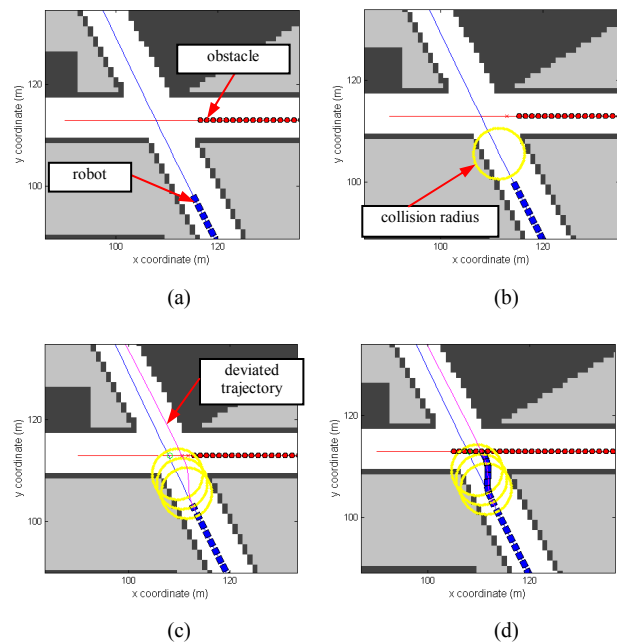 obstacle
robot
120
100
y coordinate (m)
100
120
x coordinate (m)
(a)
collision radius
120
100
y coordinate (m)
100
120
x coordinate (m)
(b)
deviated
trajectory
120
100
y coordinate (m)
100
120
x coordinate (m)
(c)
120
100
y coordinate (m)
100
120
x coordinate (m)
(d)